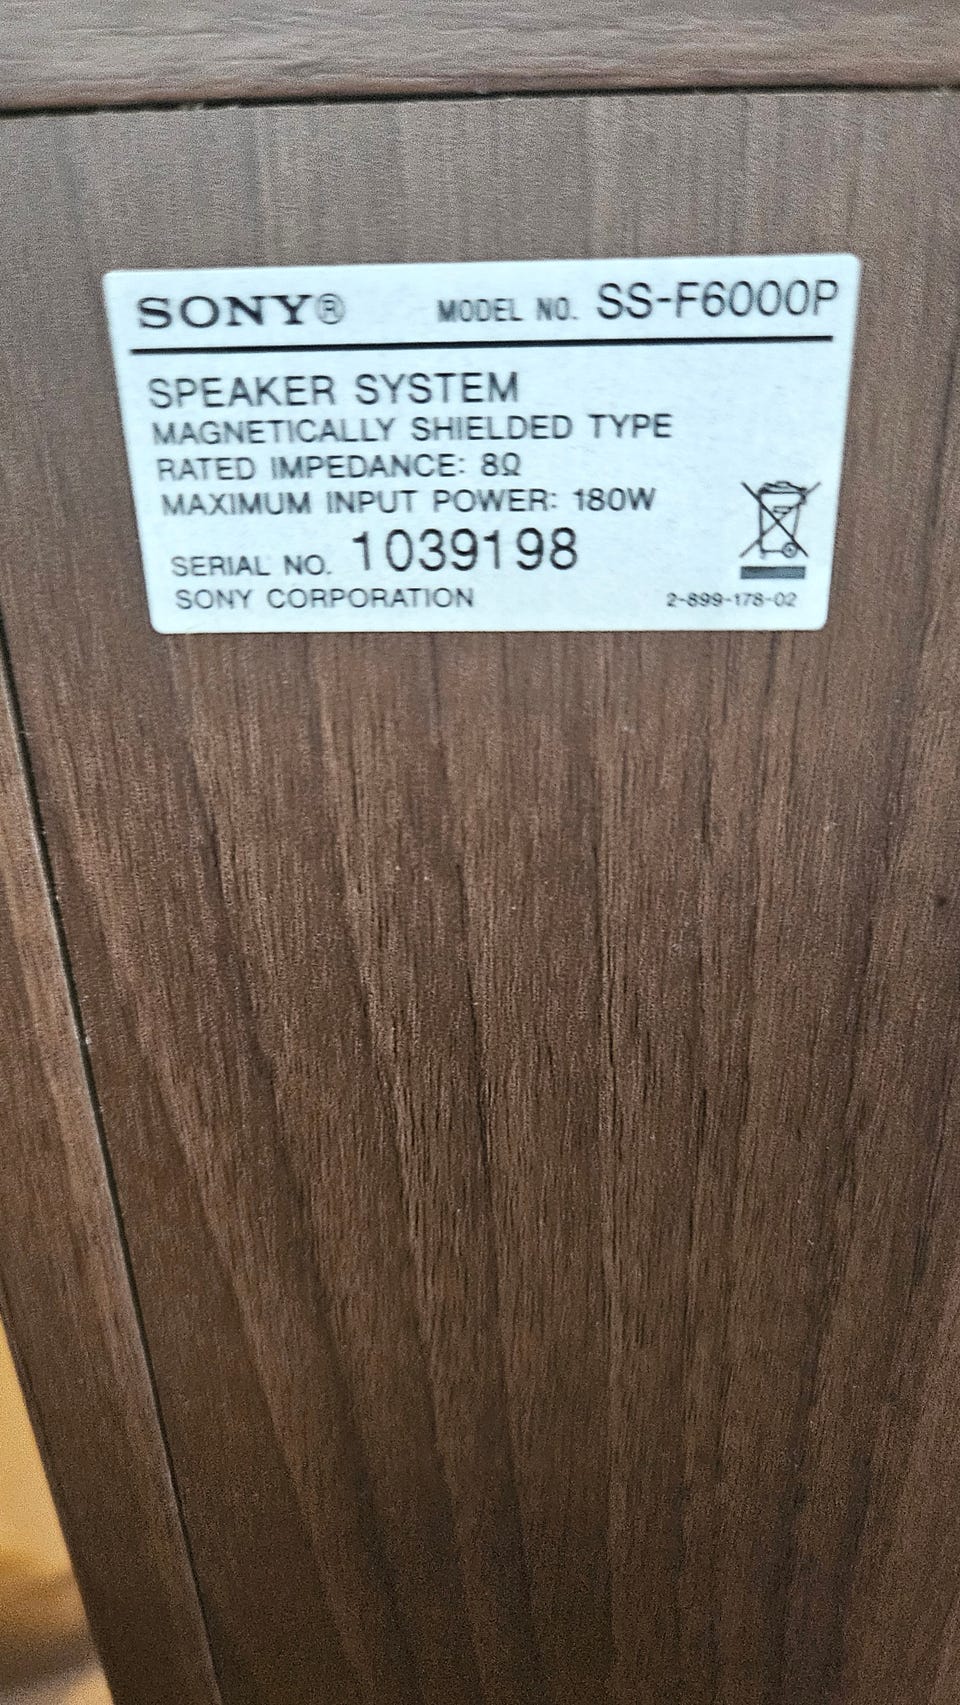 SONY® MODEL NO. SS-F6000P
SPEAKER SYSTEM
MAGNETICALLY SHIELDED TYPE
RATED IMPEDANCE: 8Ω
MAXIMUM INPUT POWER: 180W
SERIAL NO. 1039198
SONY CORPORATION 2-899-178-02